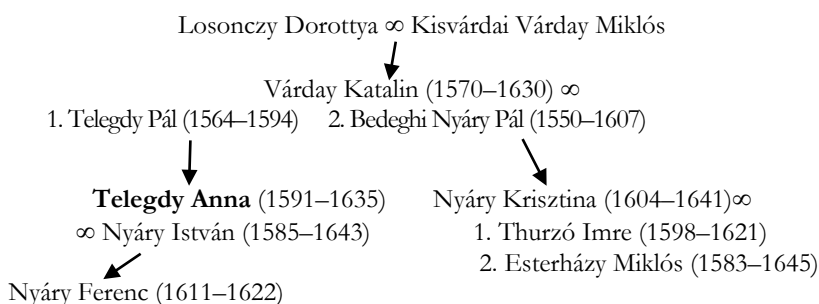 Losonczy Dorottya ∞ Kisvárdai Várday Miklós
Várday Katalin (1570–1630) ∞
1. Telegdy Pál (1564–1594) 2. Bedeghi Nyáry Pál (1550–1607)
Telegdy Anna (1591–1635) Nyáry Krisztina (1604–1641)∞
∞ Nyáry István (1585–1643) 1. Thurzó Imre (1598–1621)
2. Esterházy Miklós (1583–1645)
Nyáry Ferenc (1611–1622)